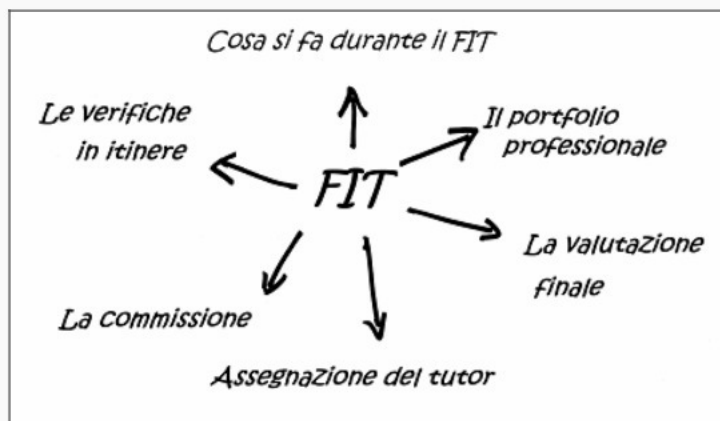 Cosa si fa durante il FIT
Le verifiche
in itinere
Il portfolio
professionale
FIT
La valutazione
finale
La commissione
Assegnazione del tutor